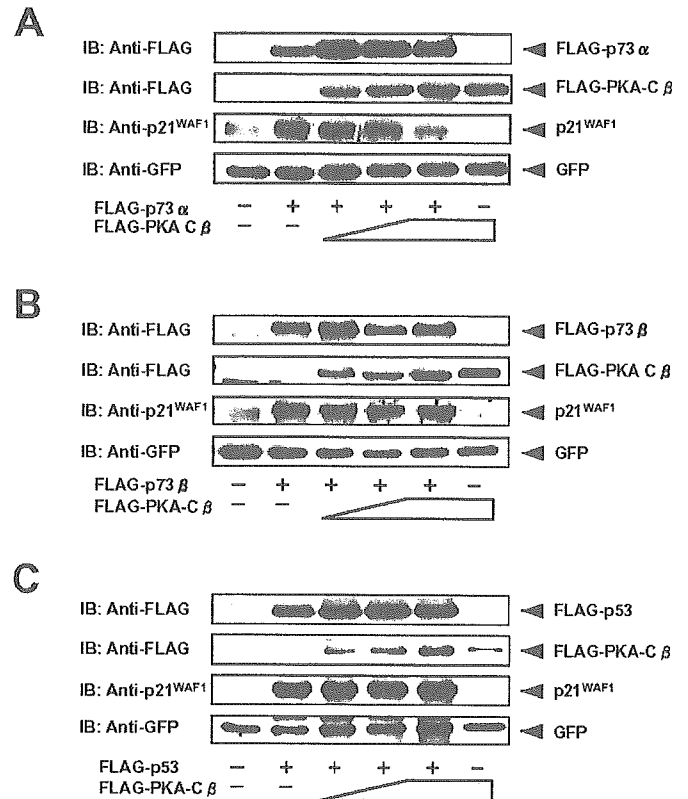 A
IB: Anti-FLAG FLAG-p73 α
IB: Anti-FLAG FLAG-PKA-C β
IB: Anti-p21WAF1 p21WAF1
IB: Anti-GFP GFP
FLAG-p73 α − + + + + −
FLAG-PKA C β − −
B
IB: Anti-FLAG FLAG-p73 β
IB: Anti-FLAG FLAG-PKA C β
IB: Anti-p21WAF1 p21WAF1
IB: Anti-GFP GFP
FLAG-p73 β − + + + + −
FLAG-PKA-C β − −
C
IB: Anti-FLAG FLAG-p53
IB: Anti-FLAG FLAG-PKA-C β
IB: Anti-p21WAF1 p21WAF1
IB: Anti-GFP GFP
FLAG-p53 − + + + + −
FLAG-PKA-C β − −